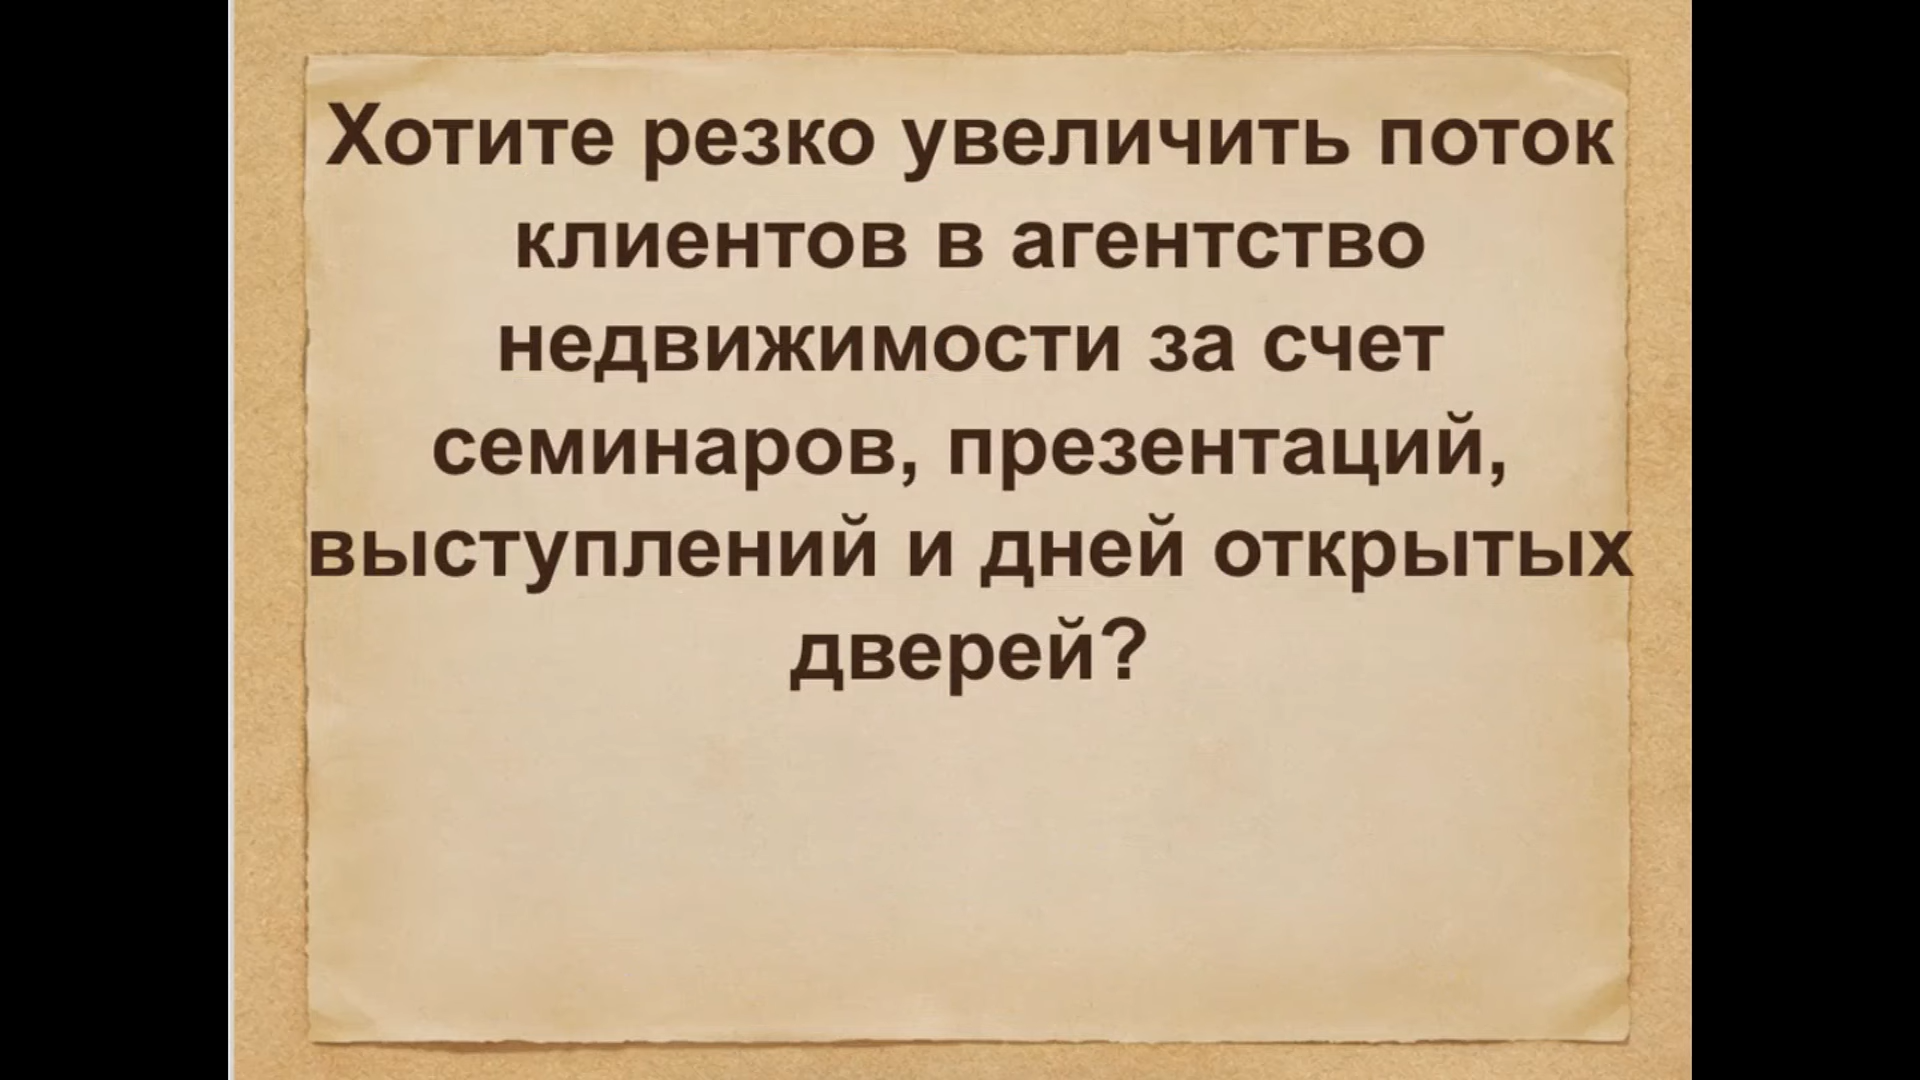 Хотите резко увеличить поток
клиентов в агентство
недвижимости за счет
семинаров, презентаций,
выступлений и дней открытых
дверей?